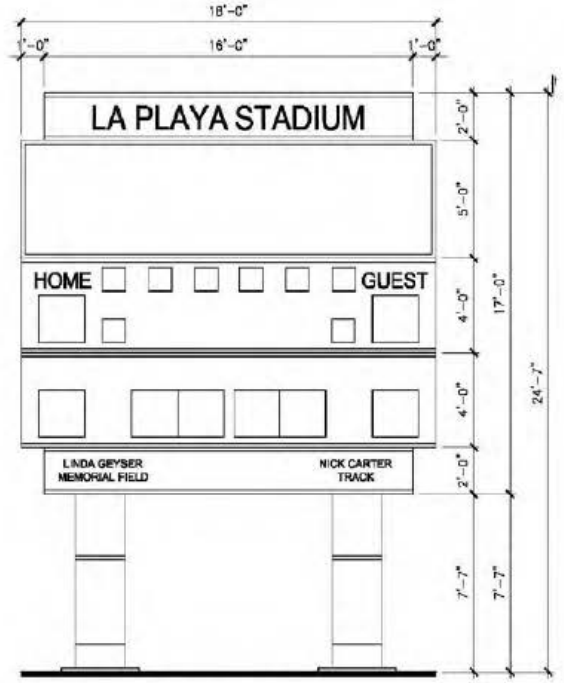 18'-0"
1'-0" 16'-0" 1'-0"
LA PLAYA STADIUM
2'-0"
5'-0"
HOME GUEST
4'-0"
17'-0"
24'-7"
4'-0"
LINDA GEYSER
MEMORIAL FIELD
NICK CARTER
TRACK
2'-0"
7'-7"
7'-7"